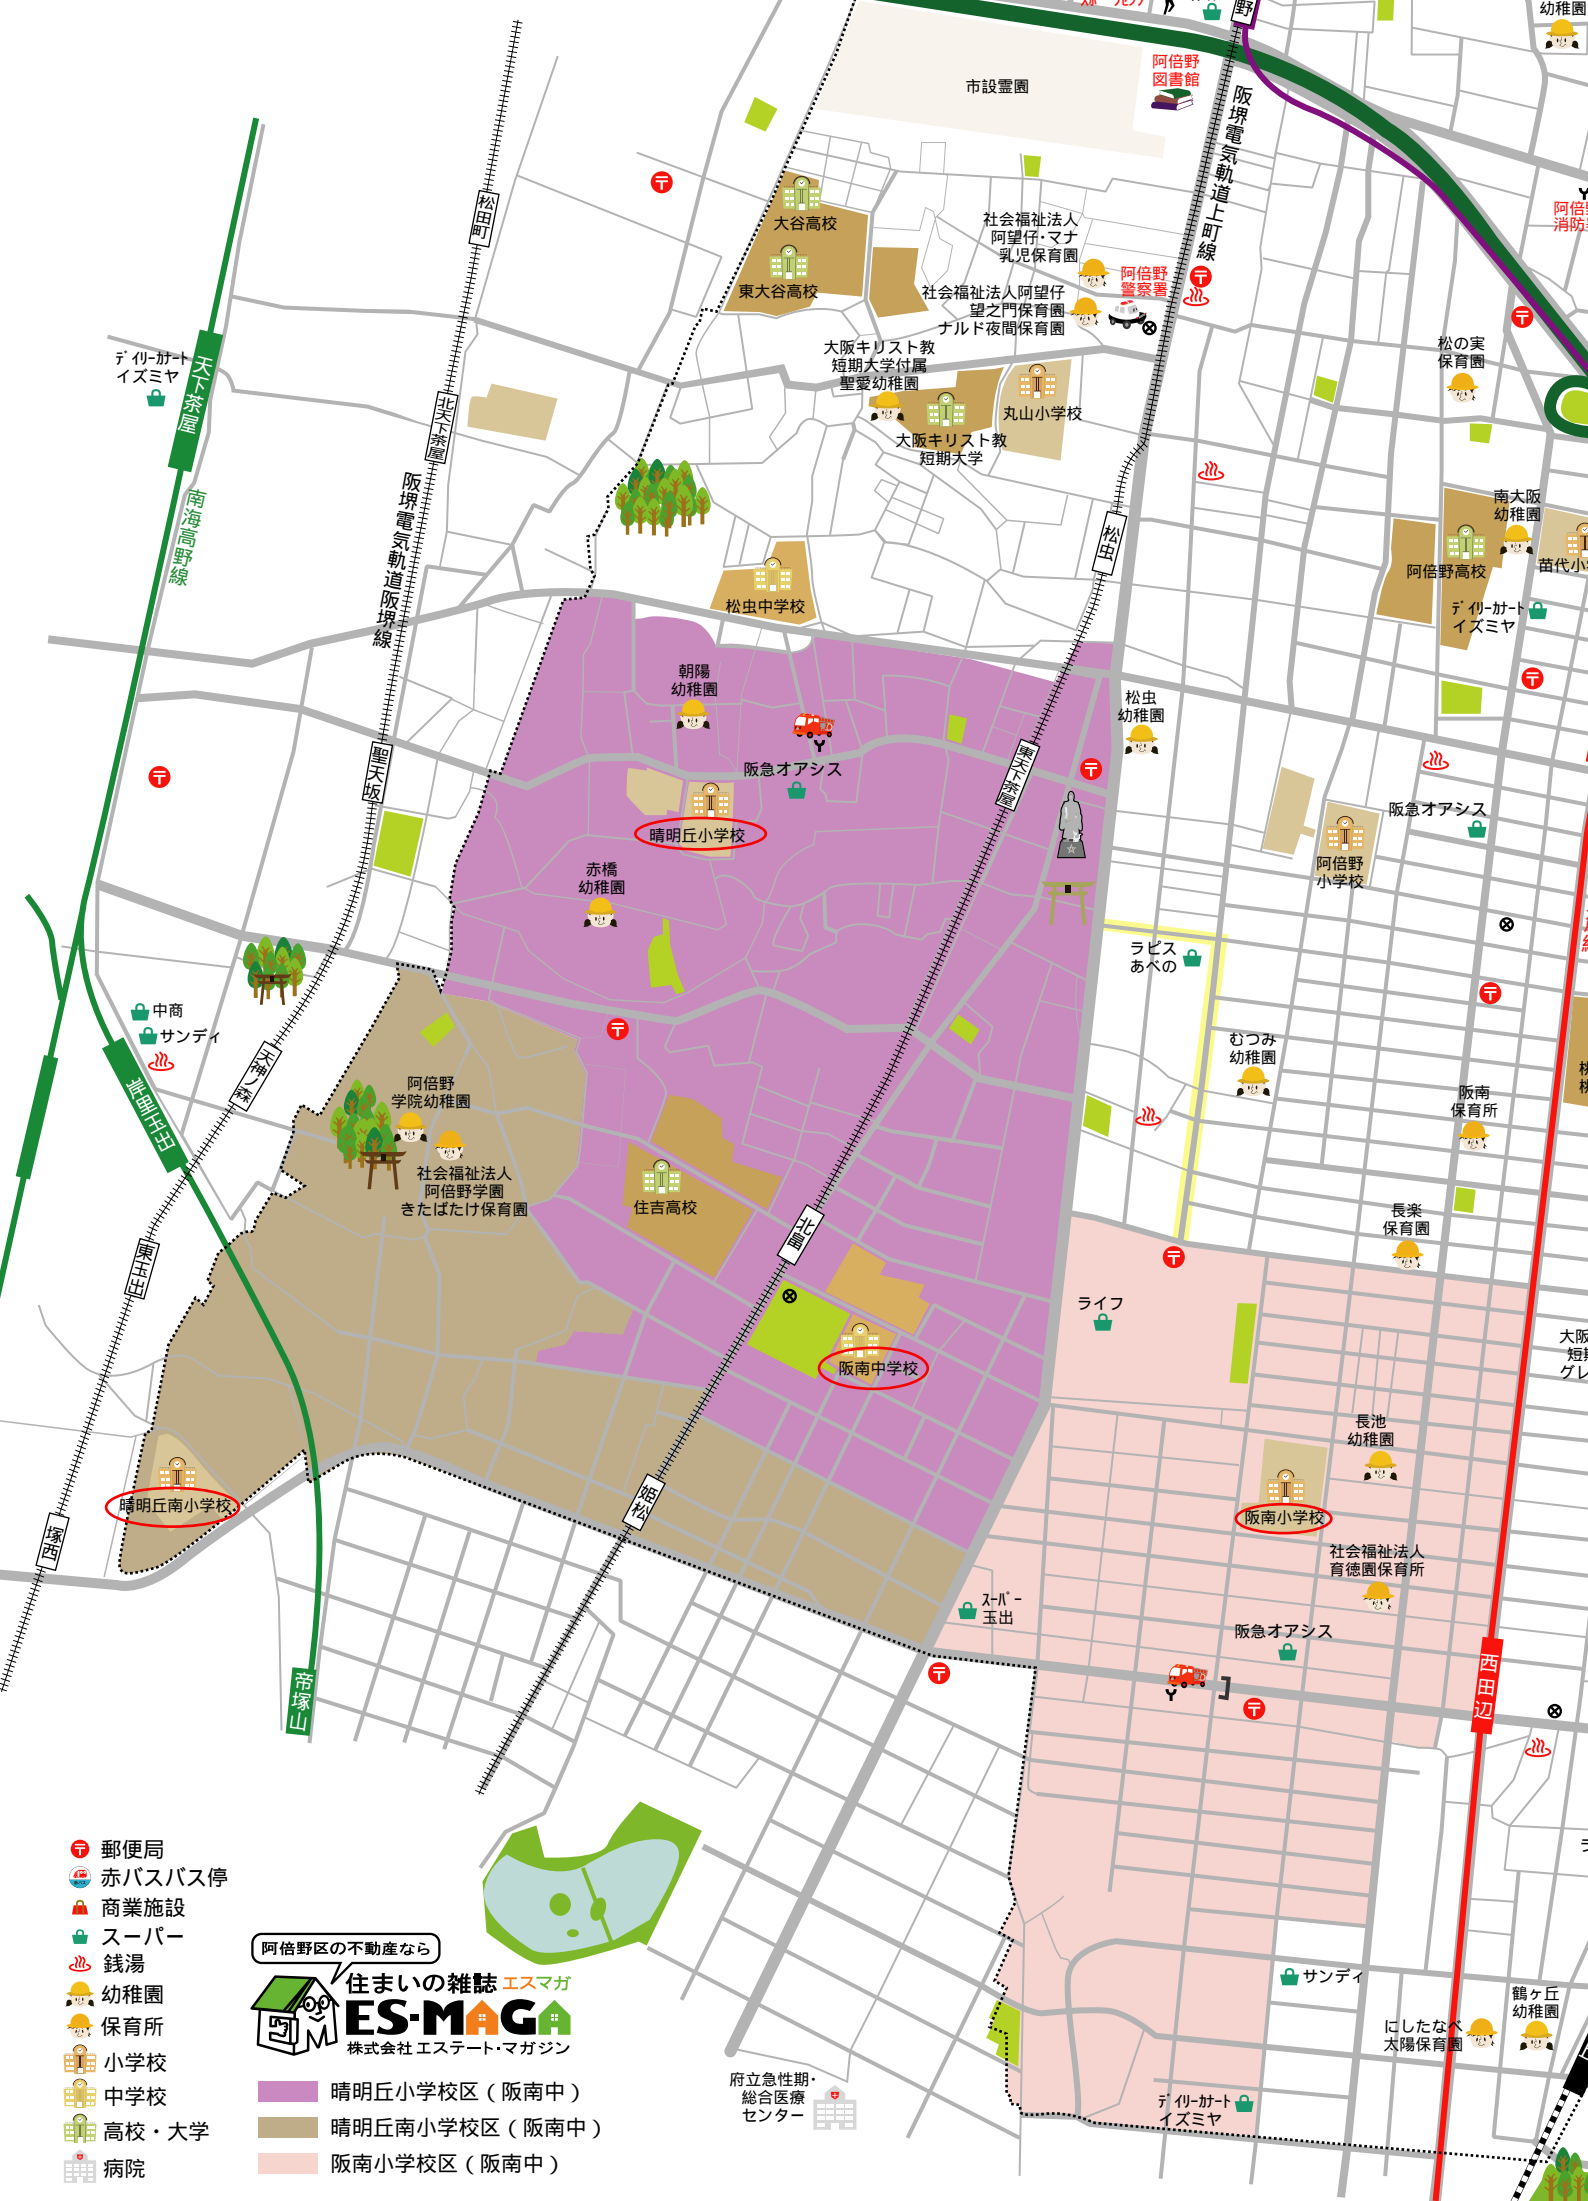 幼稚園
野
阿倍野
図書館
市設霊園
阪堺電気軌道上町線
松田町
大谷高校
東大谷高校
社会福祉法人
阿望仔・マナ
乳児保育園
阿倍野
警察署
社会福祉法人阿望仔
望之門保育園
ナルド夜間保育園
大阪キリスト教
短期大学付属
聖愛幼稚園
丸山小学校
大阪キリスト教
短期大学
松の実
保育園
デイリーカナート
イズミヤ
天下茶屋
北天下茶屋
南海高野線
阪堺電気軌道阪堺線
南大阪
幼稚園
阿倍野高校
デイリーカナート
イズミヤ
松虫
松虫中学校
朝陽
幼稚園
松虫
幼稚園
阪急オアシス
東天下茶屋
聖天坂
晴明丘小学校
阪急オアシス
阿倍野
小学校
赤橋
幼稚園
ラピス
あべの
中商
サンディ
天神ノ森
岸里玉出
むつみ
幼稚園
阿倍野
学院幼稚園
阪南
保育所
社会福祉法人
阿倍野学園
きたばたけ保育園
住吉高校
長楽
保育園
北畠
東玉出
ライフ
阪南中学校
長池
幼稚園
晴明丘南小学校
姫松
阪南小学校
塚西
社会福祉法人
育徳園保育所
スーパー
玉出
阪急オアシス
西田辺
帝塚山
郵便局
赤バスバス停
商業施設
スーパー
銭湯
幼稚園
保育所
小学校
中学校
高校・大学
病院
阿倍野区の不動産なら
住まいの雑誌 エスマガ
ES-MAGA
株式会社 エステート・マガジン
晴明丘小学校区（阪南中）
晴明丘南小学校区（阪南中）
阪南小学校区（阪南中）
サンディ
鶴ヶ丘
幼稚園
にしたなべ
太陽保育園
府立急性期・
総合医療
センター
デイリーカナート
イズミヤ